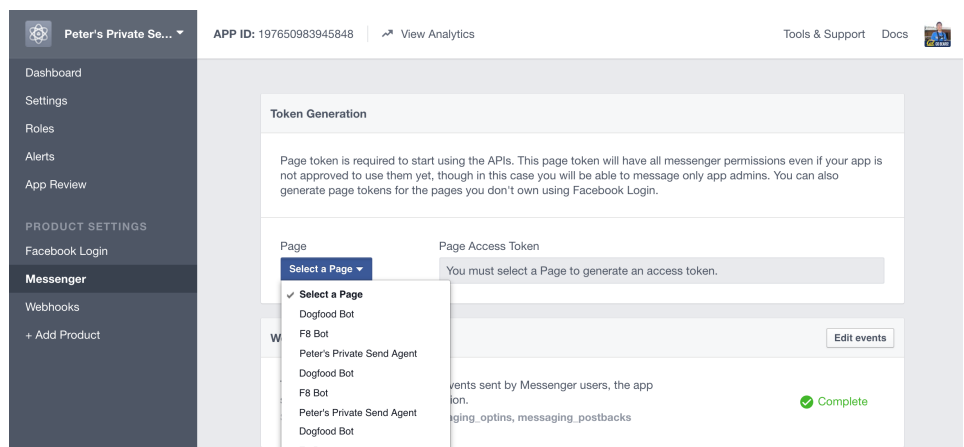 Peter's Private Se...
APP ID: 197650983945848
View Analytics
Tools & Support
Docs
Dashboard
Settings
Roles
Alerts
App Review
PRODUCT SETTINGS
Facebook Login
Messenger
Webhooks
+ Add Product
Token Generation
Page token is required to start using the APIs. This page token will have all messenger permissions even if your app is
not approved to use them yet, though in this case you will be able to message only app admins. You can also
generate page tokens for the pages you don't own using Facebook Login.
Page
Page Access Token
Select a Page
You must select a Page to generate an access token.
Select a Page
Dogfood Bot
F8 Bot
Peter's Private Send Agent
Dogfood Bot
F8 Bot
Peter's Private Send Agent
Dogfood Bot
Edit events
events sent by Messenger users, the app
Complete
messaging_postbacks